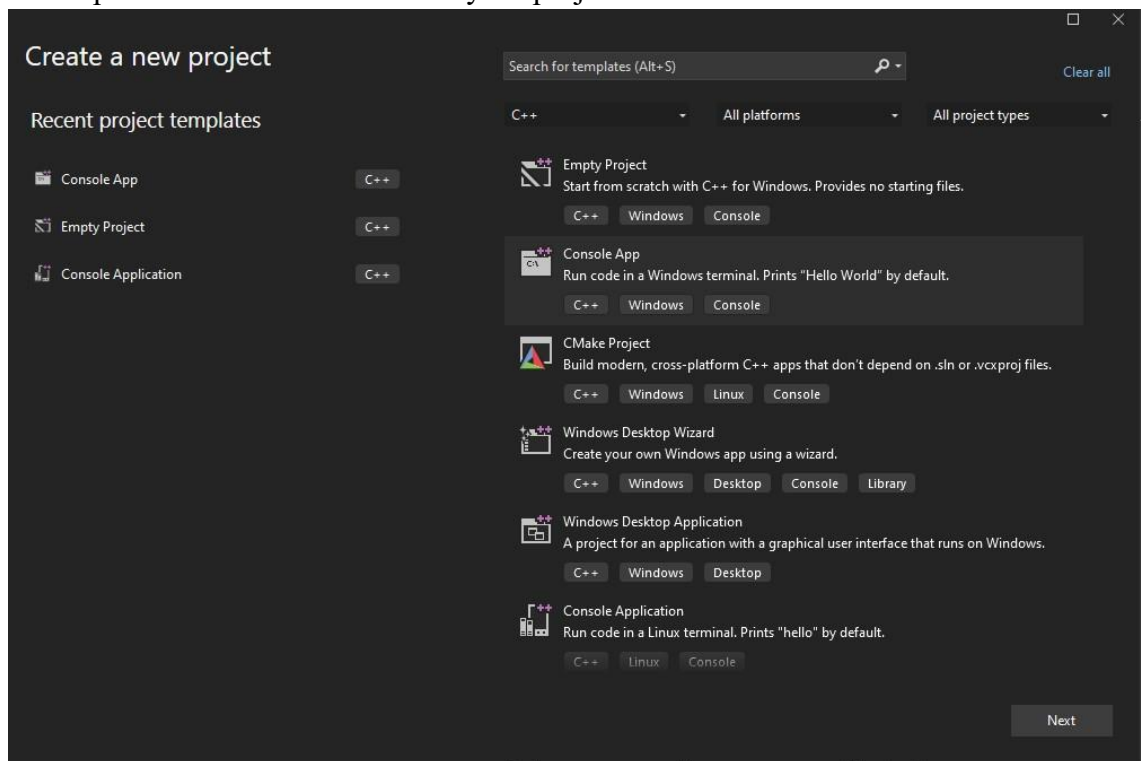 Create a new project
Search for templates (Alt+S)
Clear all
Recent project templates
C++
All platforms
All project types
Console App
C++
Empty Project
C++
Console Application
C++
Empty Project
Start from scratch with C++ for Windows. Provides no starting files.
C++ Windows Console
Console App
Run code in a Windows terminal. Prints "Hello World" by default.
C++ Windows Console
CMake Project
Build modern, cross-platform C++ apps that don't depend on .sln or .vcxproj files.
C++ Windows Linux Console
Windows Desktop Wizard
Create your own Windows app using a wizard.
C++ Windows Desktop Console Library
Windows Desktop Application
A project for an application with a graphical user interface that runs on Windows.
C++ Windows Desktop
Console Application
Run code in a Linux terminal. Prints "hello" by default.
C++ Linux Console
Next